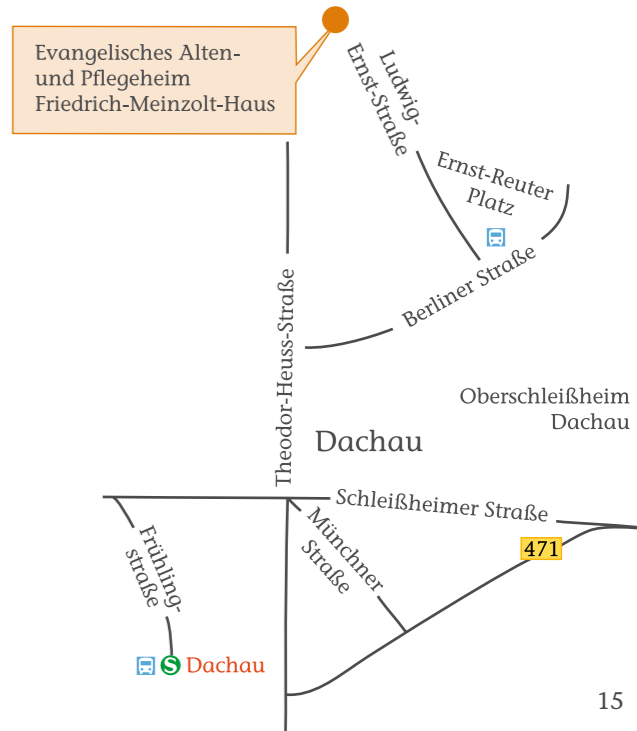 Evangelisches Alten-
und Pflegeheim
Friedrich-Meinzolt-Haus
Ludwig-
Ernst-Straße
Ernst-Reuter
Platz
Berliner Straße
Theodor-Heuss-Straße
Oberschleißheim
Dachau
Dachau
Schleißheimer Straße
Münchner
Straße
471
Frühling-
straße
S Dachau
15